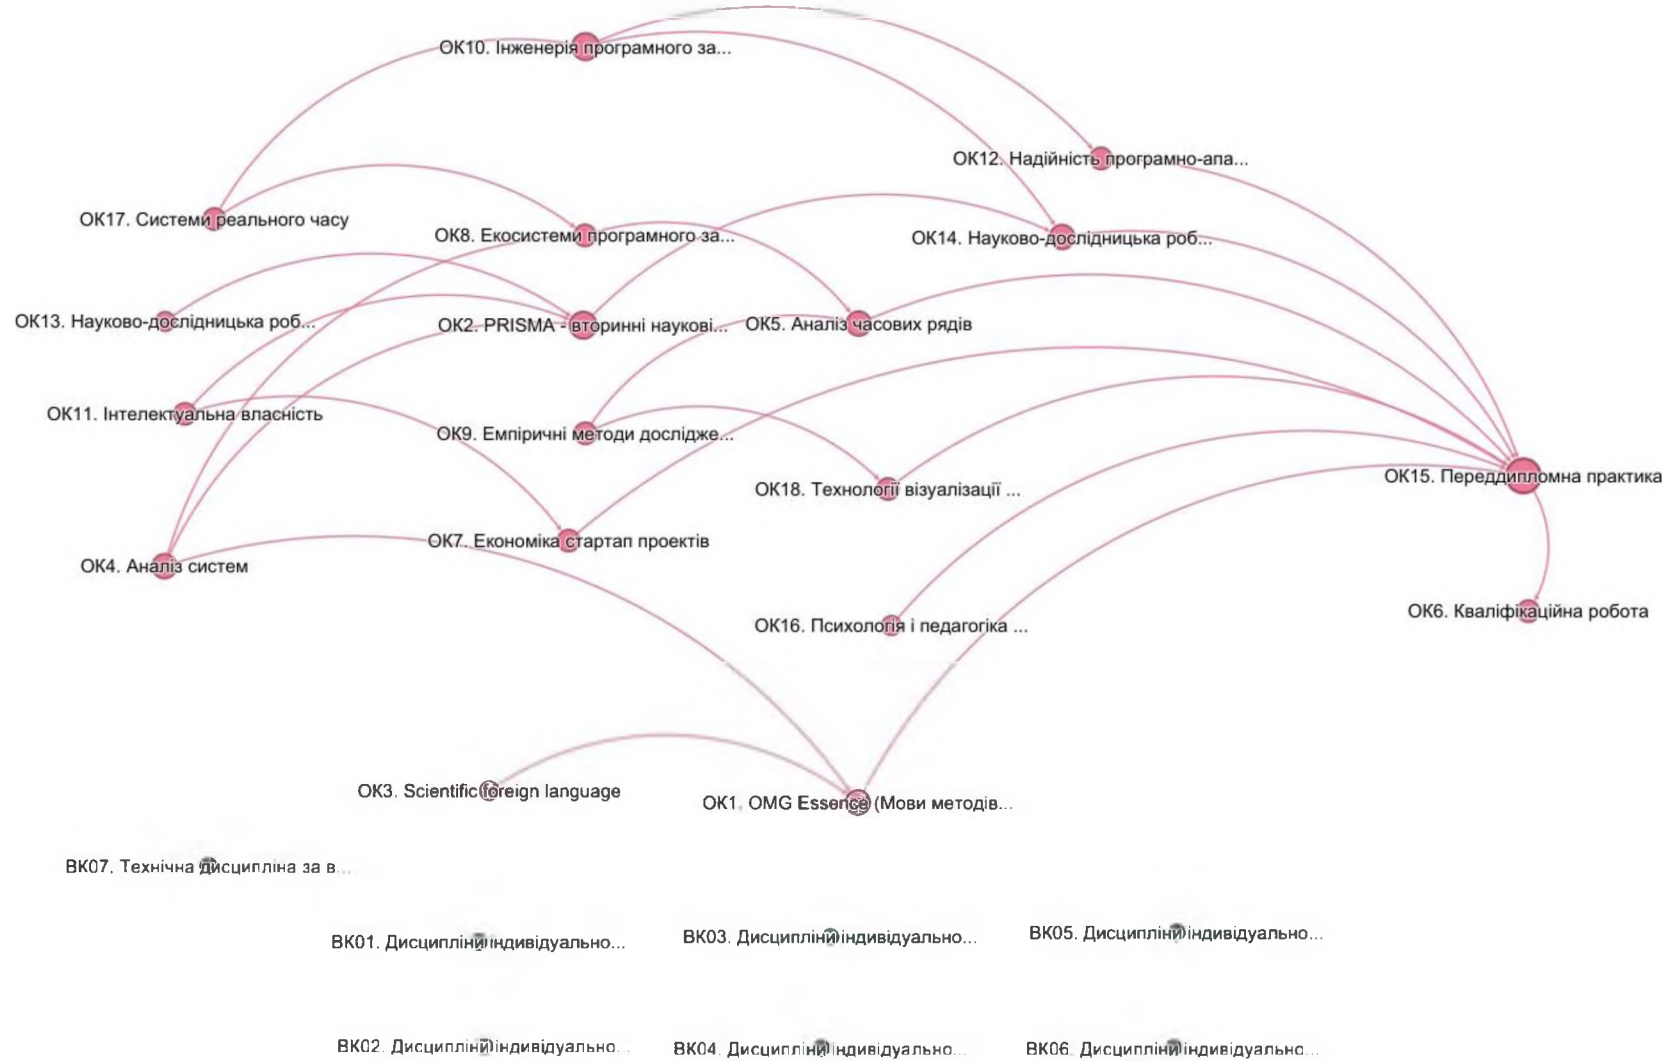 ОК10. Інженерія програмного за...
ОК12. Надійність програмно-апа...
ОК17. Системи реального часу
ОК8. Екосистеми програмного за...
ОК14. Науково-дослідницька роб...
ОК13. Науково-дослідницька роб...
ОК2. PRISMA - вторинні наукові...
ОК5. Аналіз часових рядів
ОК11. Інтелектуальна власність
ОК9. Емпіричні методи дослідже...
ОК15. Переддипломна практика
ОК18. Технології візуалізації ...
ОК7. Економіка стартап проектів
ОК4. Аналіз систем
ОК6. Кваліфікаційна робота
ОК16. Психологія і педагогіка ...
ОК3. Scientific foreign language
ОК1. OMG Essence (Мови методів...
ВК07. Технічна дисципліна за в...
ВК01. Дисципліни індивідуально...
ВК03. Дисципліни індивідуально...
ВК05. Дисципліни індивідуально...
ВК02. Дисципліни індивідуально...
ВК04. Дисципліни індивідуально...
ВК06. Дисципліни індивідуально...